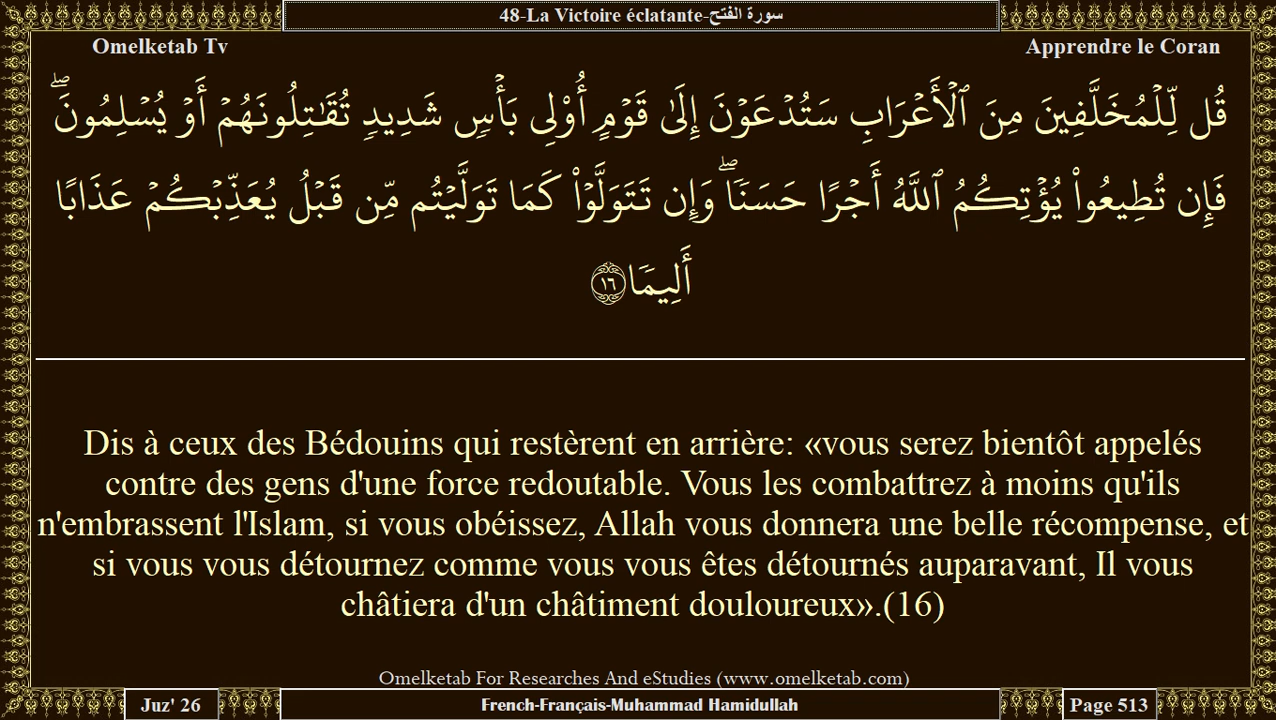 48-La Victoire éclatante-سورة الفتح
Omelketab Tv
Apprendre le Coran
قُل لِّلۡمُخَلَّفِينَ مِنَ ٱلۡأَعۡرَابِ سَتُدۡعَوۡنَ إِلَىٰ قَوۡمٍ أُوْلِي بَأۡسٖ شَدِيدٖ تُقَٰتِلُونَهُمۡ أَوۡ يُسۡلِمُونَۖ
فَإِن تُطِيعُواْ يُؤۡتِكُمُ ٱللَّهُ أَجۡرًا حَسَنٗاۖ وَإِن تَتَوَلَّوۡاْ كَمَا تَوَلَّيۡتُم مِّن قَبۡلُ يُعَذِّبۡكُمۡ عَذَابًا
أَلِيمٗا ١٦
Dis à ceux des Bédouins qui restèrent en arrière: «vous serez bientôt appelés
contre des gens d'une force redoutable. Vous les combattrez à moins qu'ils
n'embrassent l'Islam, si vous obéissez, Allah vous donnera une belle récompense, et
si vous vous détournez comme vous vous êtes détournés auparavant, Il vous
châtiera d'un châtiment douloureux».(16)
Omelketab For Researches And eStudies (www.omelketab.com)
Juz' 26
French-Français-Muhammad Hamidullah
Page 513